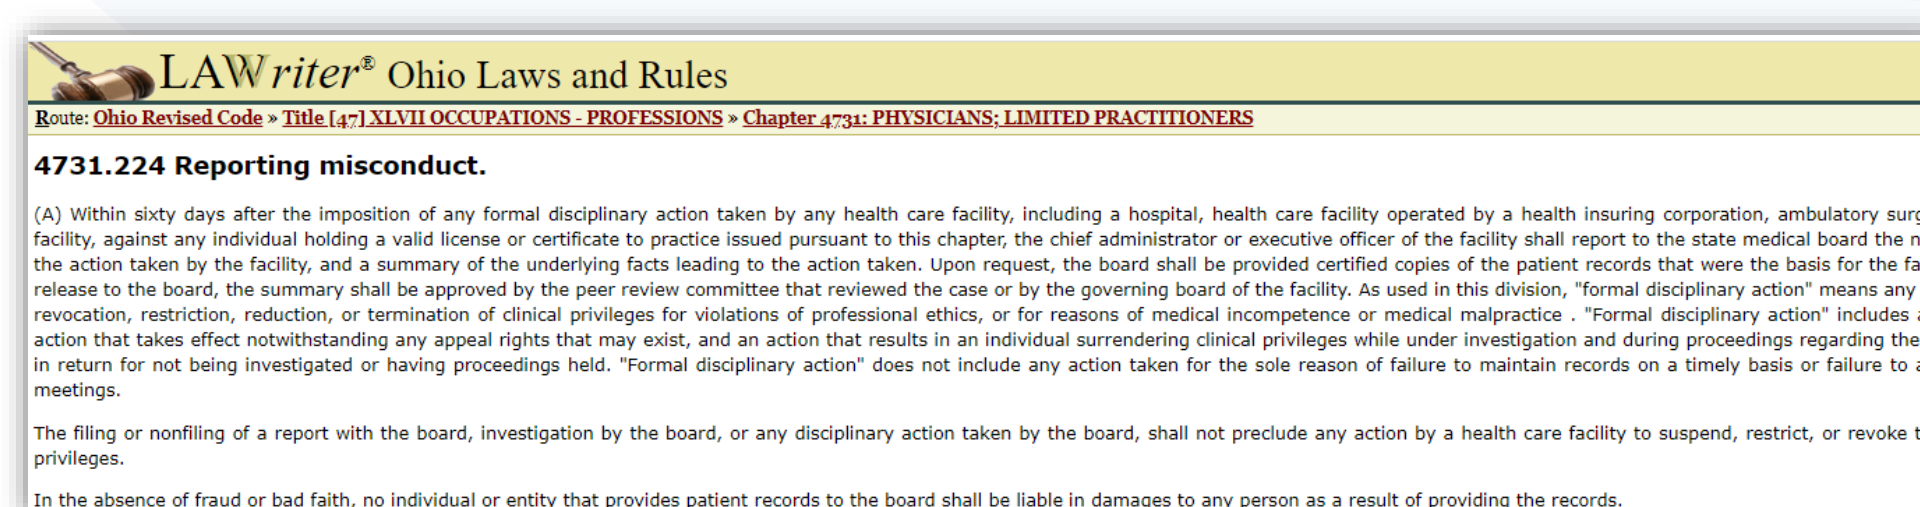 LAWriter® Ohio Laws and Rules
Route: Ohio Revised Code » Title [47] XLVII OCCUPATIONS - PROFESSIONS » Chapter 4731: PHYSICIANS; LIMITED PRACTITIONERS
4731.224 Reporting misconduct.
(A) Within sixty days after the imposition of any formal disciplinary action taken by any health care facility, including a hospital, health care facility operated by a health insuring corporation, ambulatory
facility, against any individual holding a valid license or certificate to practice issued pursuant to this chapter, the chief administrator or executive officer of the facility shall report to the state medical board the
the action taken by the facility, and a summary of the underlying facts leading to the action taken. Upon request, the board shall be provided certified copies of the patient records that were the basis for the
release to the board, the summary shall be approved by the peer review committee that reviewed the case or by the governing board of the facility. As used in this division, "formal disciplinary action" means any
revocation, restriction, reduction, or termination of clinical privileges for violations of professional ethics, or for reasons of medical incompetence or medical malpractice . "Formal disciplinary action" includes
action that takes effect notwithstanding any appeal rights that may exist, and an action that results in an individual surrendering clinical privileges while under investigation and during proceedings regarding the
in return for not being investigated or having proceedings held. "Formal disciplinary action" does not include any action taken for the sole reason of failure to maintain records on a timely basis or failure to
meetings.
The filing or nonfiling of a report with the board, investigation by the board, or any disciplinary action taken by the board, shall not preclude any action by a health care facility to suspend, restrict, or revoke
privileges.
In the absence of fraud or bad faith, no individual or entity that provides patient records to the board shall be liable in damages to any person as a result of providing the records.